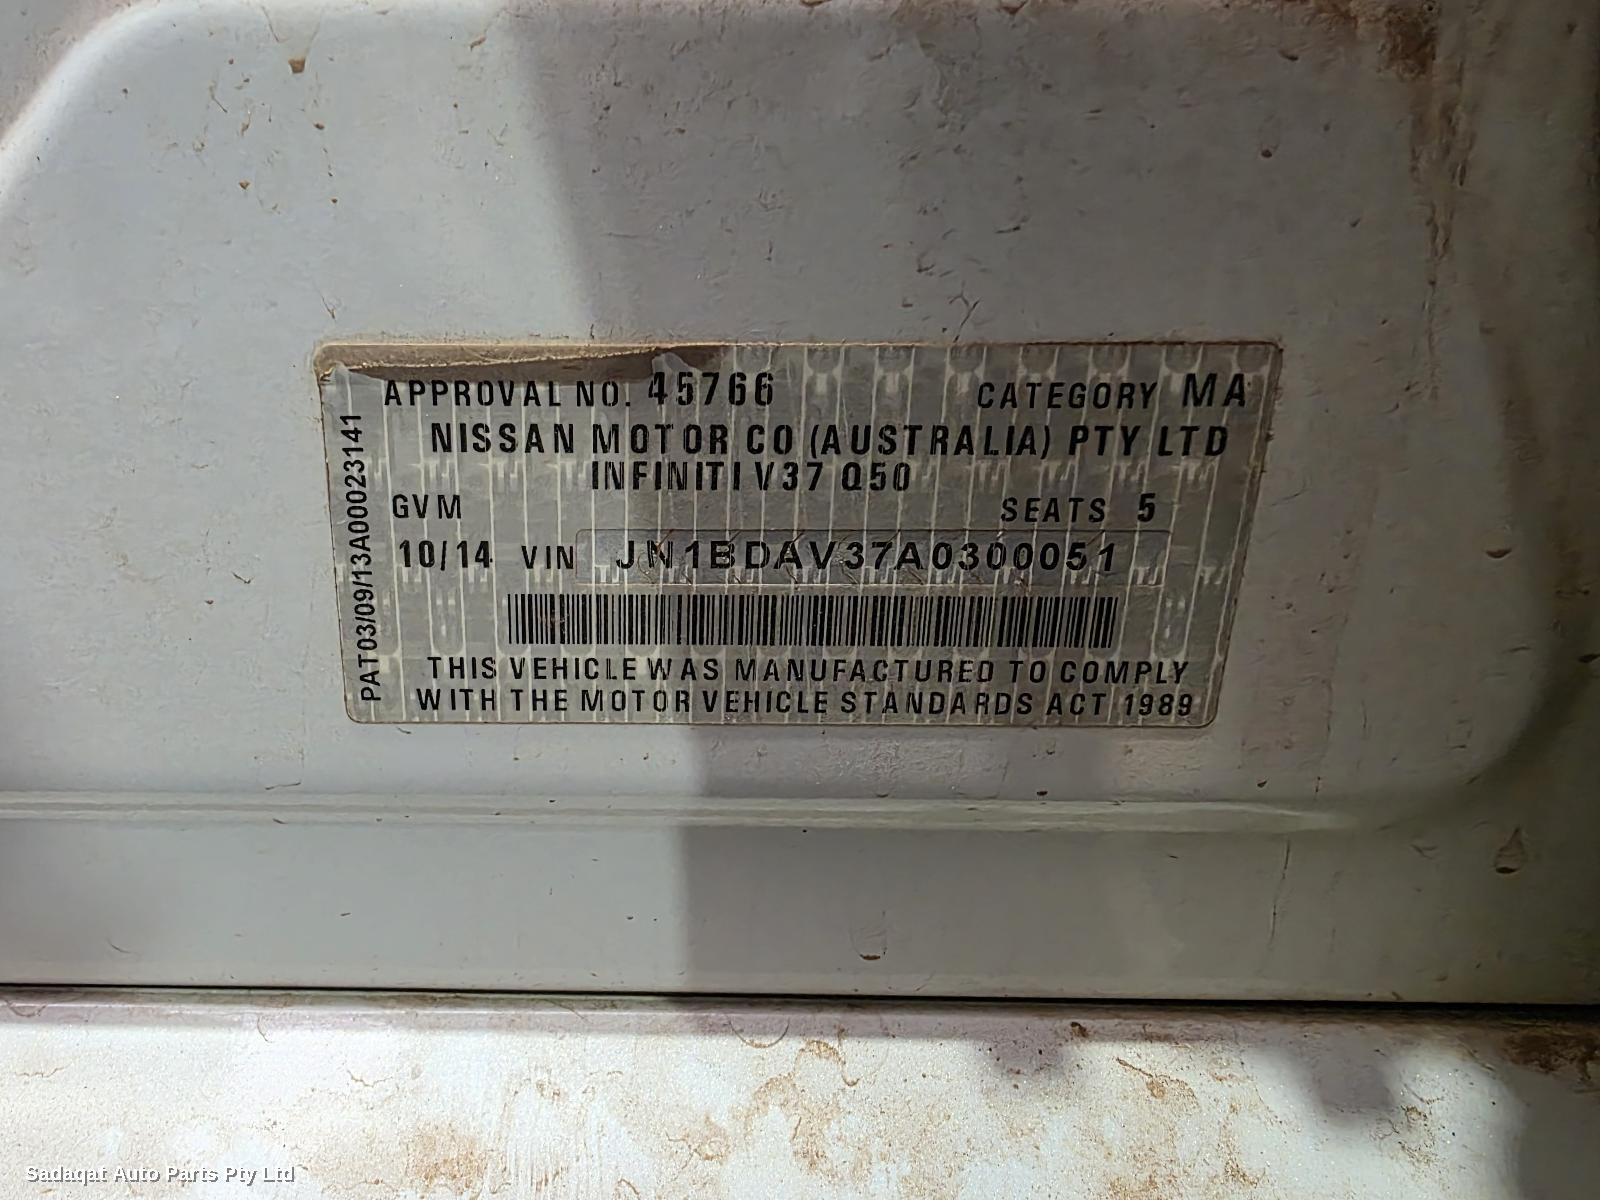 APPROVAL NO. 45766 CATEGORY MA
NISSAN MOTOR CO (AUSTRALIA) PTY LTD
INFINITI V37 Q50
GVM SEATS 5
10/14 VIN JN1BDAV37A0300051
THIS VEHICLE WAS MANUFACTURED TO COMPLY
WITH THE MOTOR VEHICLE STANDARDS ACT 1989
PAT03/09/13A00023141
Sadaqat Auto Parts Pty Ltd